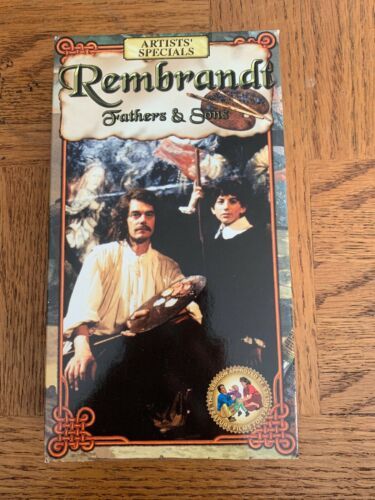 ARTISTS'
SPECIALS
Rembrandt
Fathers & Sons